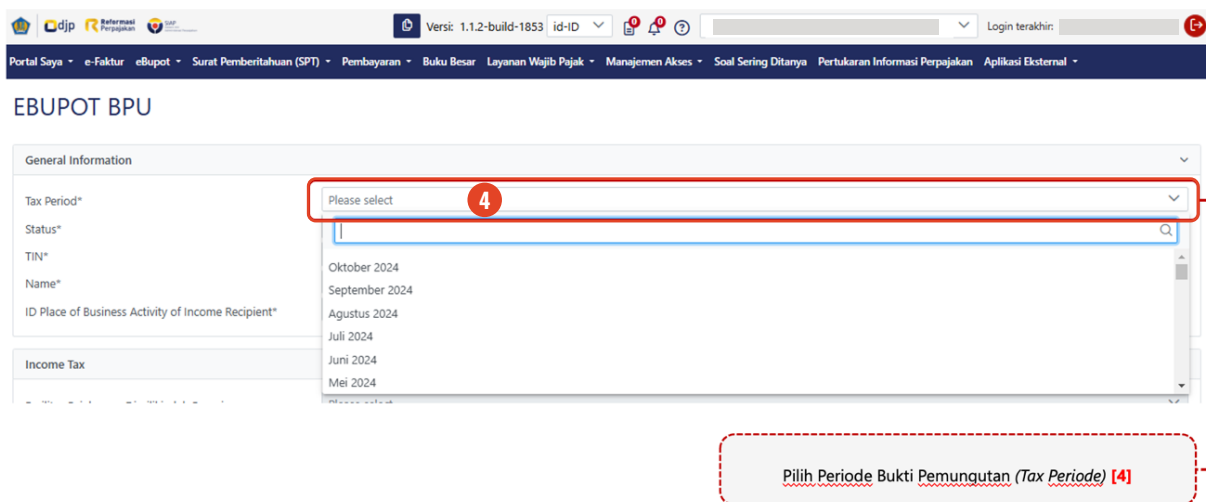 djp Reformasi Perpajakan SIAP Versi: 1.1.2-build-1853 id-ID 0 0 Login terakhir:
Portal Saya e-Faktur eBupot Surat Pemberitahuan (SPT) Pembayaran Buku Besar Layanan Wajib Pajak Manajemen Akses Soal Sering Ditanya Pertukaran Informasi Perpajakan Aplikasi Eksternal
EBUPOT BPU
General Information
Tax Period* Please select 4
Status*
TIN*
Name*
ID Place of Business Activity of Income Recipient*
Oktober 2024
September 2024
Agustus 2024
Juli 2024
Juni 2024
Mei 2024
Income Tax
Please select
Pilih Periode Bukti Pemungutan (Tax Periode) [4]